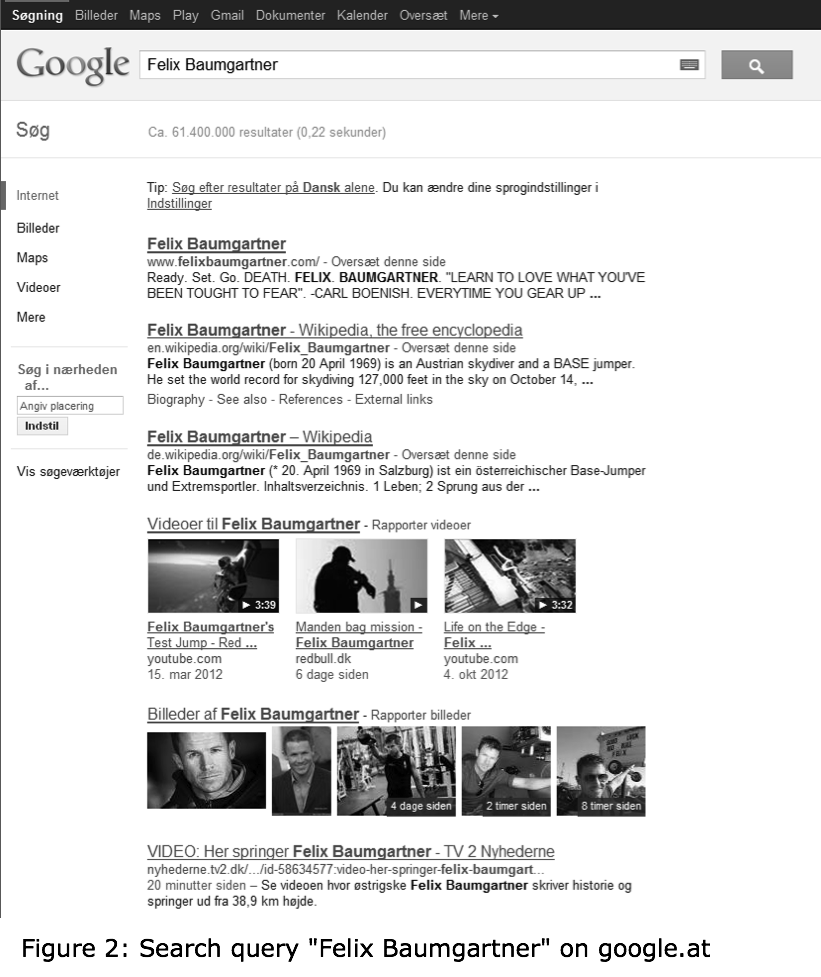 Søgning Billeder Maps Play Gmail Dokumenter Kalender Oversæt Mere
Google
Felix Baumgartner
Søg
Ca. 61.400.000 resultater (0,22 sekunder)
Internet
Billeder
Maps
Videoer
Mere
Søg i nærheden
af...
Angiv placering
Indstil
Vis søgeværktøjer
Tip: Søg efter resultater på Dansk alene. Du kan ændre dine sprogindstillinger i
Indstillinger
Felix Baumgartner
www.felixbaumgartner.com/ - Oversæt denne side
Ready. Set. Go. DEATH. FELIX. BAUMGARTNER. "LEARN TO LOVE WHAT YOU'VE
BEEN TOUGHT TO FEAR". -CARL BOENISH. EVERYTIME YOU GEAR UP ...
Felix Baumgartner - Wikipedia, the free encyclopedia
en.wikipedia.org/wiki/Felix_Baumgartner - Oversæt denne side
Felix Baumgartner (born 20 April 1969) is an Austrian skydiver and a BASE jumper.
He set the world record for skydiving 127,000 feet in the sky on October 14, ...
Biography - See also - References - External links
Felix Baumgartner – Wikipedia
de.wikipedia.org/wiki/Felix_Baumgartner - Oversæt denne side
Felix Baumgartner (* 20. April 1969 in Salzburg) ist ein österreichischer Base-Jumper
und Extremsportler. Inhaltsverzeichnis. 1 Leben; 2 Sprung aus der ...
Videoer til Felix Baumgartner - Rapporter videoer
3:39
3:32
Felix Baumgartner's
Test Jump - Red ...
youtube.com
15. mar 2012
Manden bag mission -
Felix Baumgartner
redbull.dk
6 dage siden
Life on the Edge -
Felix ...
youtube.com
4. okt 2012
Billeder af Felix Baumgartner - Rapporter billeder
4 dage siden
2 timer siden
8 timer siden
VIDEO: Her springer Felix Baumgartner - TV 2 Nyhederne
nyhederne.tv2.dk/.../id-58634577:video-her-springer-felix-baumgart...
20 minutter siden – Se videoen hvor østrigske Felix Baumgartner skriver historie og
springer ud fra 38,9 km højde.
Figure 2: Search query "Felix Baumgartner" on google.at